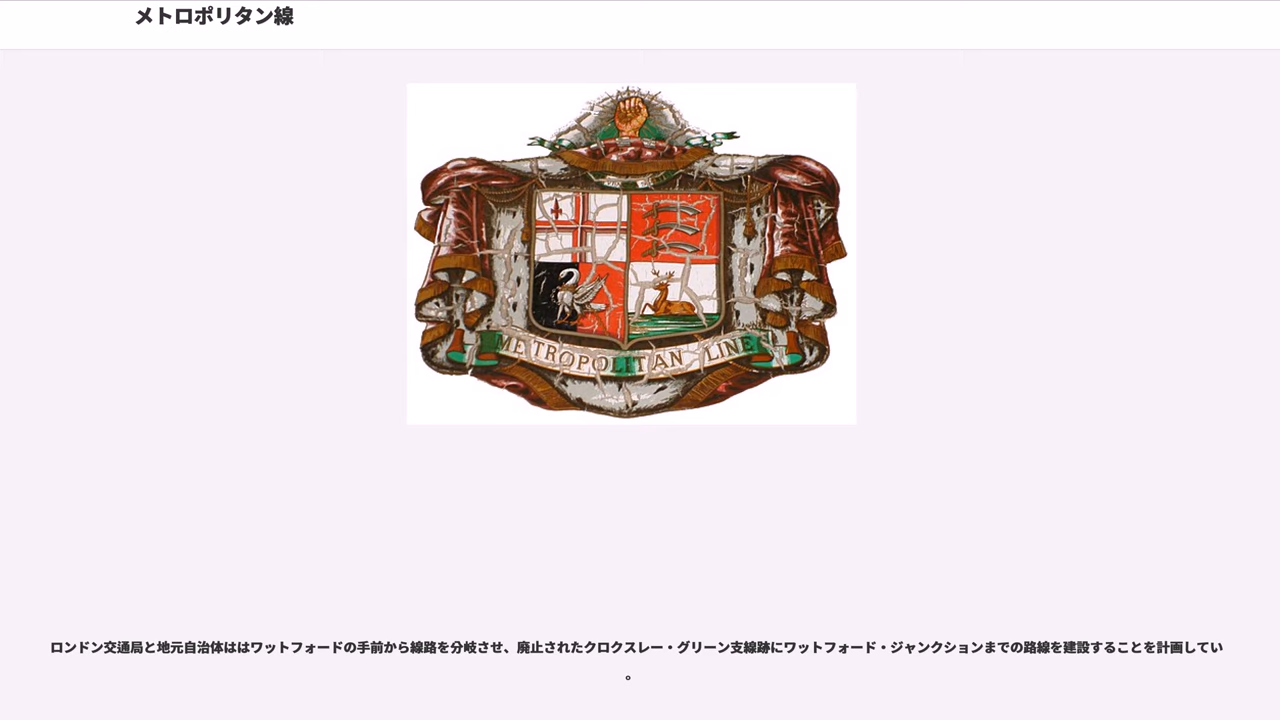 メトロポリタン線
METROPOLITAN LINE
ロンドン交通局と地元自治体ははワットフォードの手前から線路を分岐させ、廃止されたクロクスレー・グリーン支線跡にワットフォード・ジャンクションまでの路線を建設することを計画してい
。